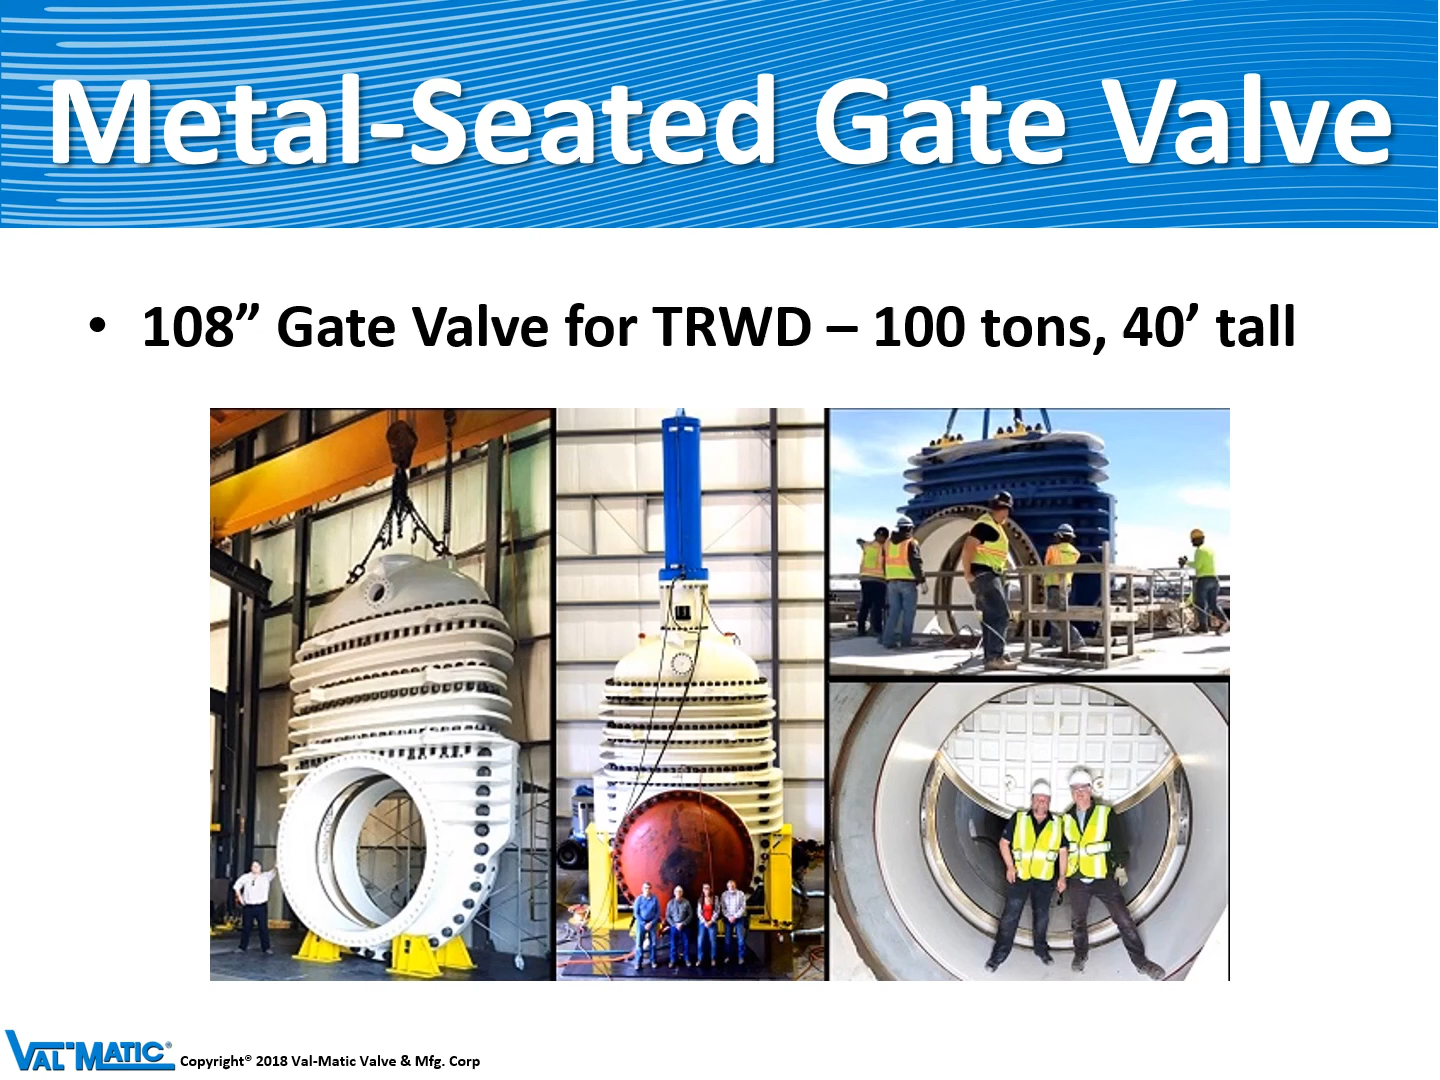 Metal-Seated Gate Valve
• 108” Gate Valve for TRWD – 100 tons, 40’ tall
VAL-MATIC® Copyright® 2018 Val-Matic Valve & Mfg. Corp